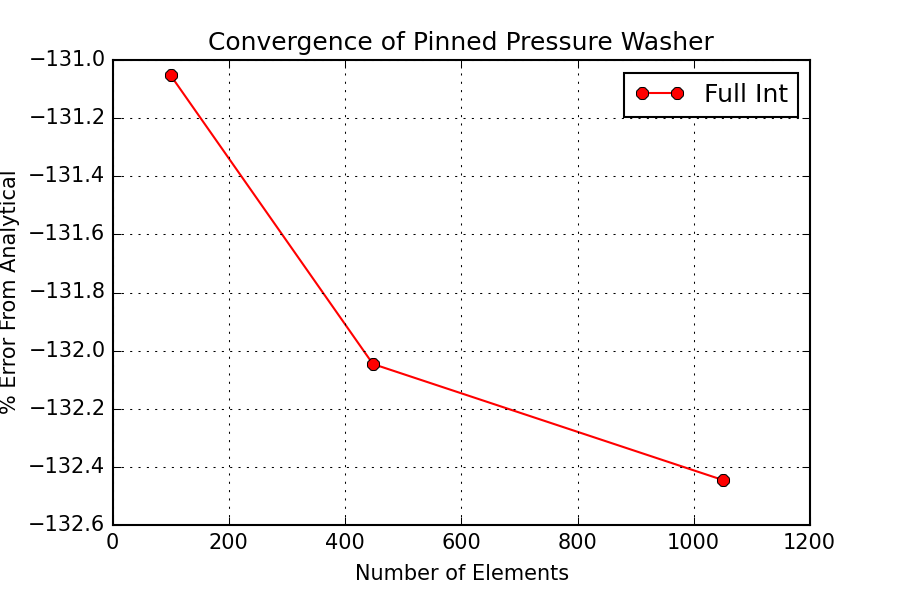 Convergence of Pinned Pressure Washer
Full Int
% Error From Analytical
−131.0
−131.2
−131.4
−131.6
−131.8
−132.0
−132.2
−132.4
−132.6
0 200 400 600 800 1000 1200
Number of Elements